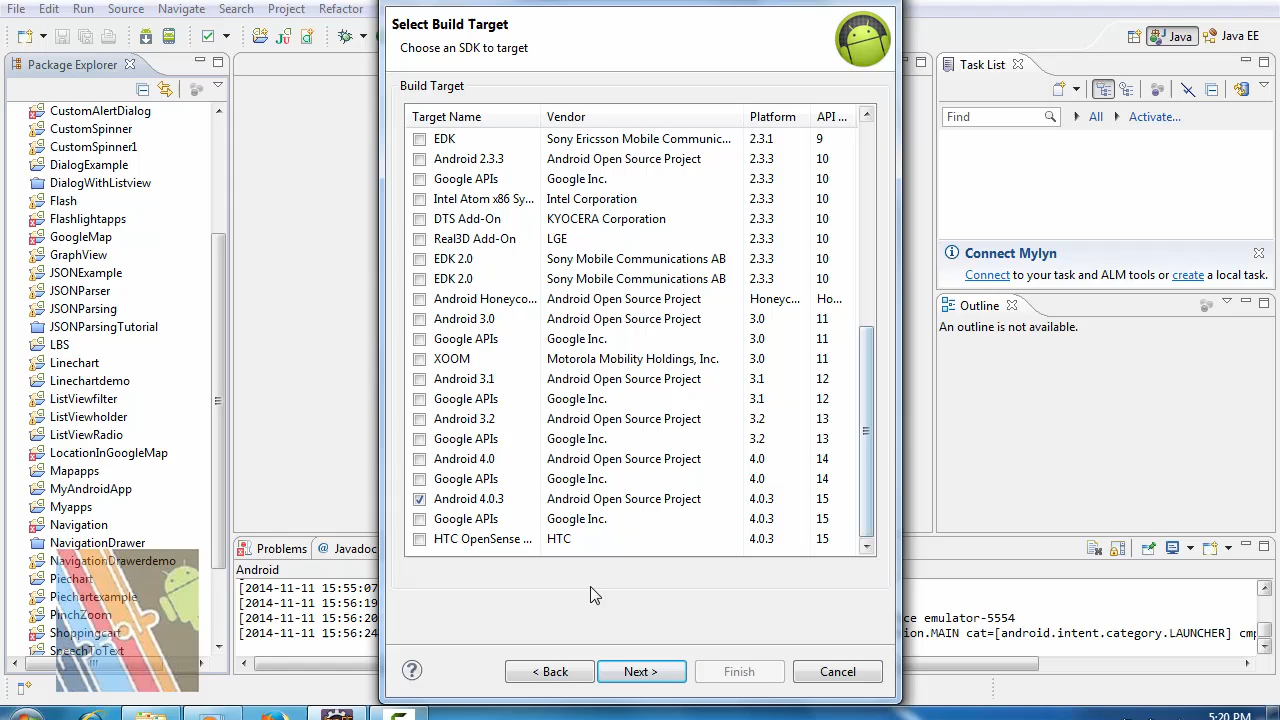 File Edit Run Source Navigate Search Project Refactor
Java
Java EE
Package Explorer
CustomAlertDialog
CustomSpinner
CustomSpinner1
DialogExample
DialogWithListview
Flash
Flashlightapps
GoogleMap
GraphView
JSONExample
JSONParser
JSONParsing
JSONParsingTutorial
LBS
Linechart
Linechartdemo
ListViewfilter
ListViewholder
ListViewRadio
LocationInGoogleMap
Mapapps
MyAndroidApp
Myapps
Navigation
NavigationDrawer
NavigationDrawerdemo
Piechart
Piechartexample
PinchZoom
Shoppingcart
SpeechToText
Select Build Target
Choose an SDK to target
Build Target
Target Name Vendor Platform API ...
EDK Sony Ericsson Mobile Communic... 2.3.1 9
Android 2.3.3 Android Open Source Project 2.3.3 10
Google APIs Google Inc. 2.3.3 10
Intel Atom x86 Sy... Intel Corporation 2.3.3 10
DTS Add-On KYOCERA Corporation 2.3.3 10
Real3D Add-On LGE 2.3.3 10
EDK 2.0 Sony Mobile Communications AB 2.3.3 10
EDK 2.0 Sony Mobile Communications AB 2.3.3 10
Android Honeyco... Android Open Source Project Honeyc... Ho...
Android 3.0 Android Open Source Project 3.0 11
Google APIs Google Inc. 3.0 11
XOOM Motorola Mobility Holdings, Inc. 3.0 11
Android 3.1 Android Open Source Project 3.1 12
Google APIs Google Inc. 3.1 12
Android 3.2 Android Open Source Project 3.2 13
Google APIs Google Inc. 3.2 13
Android 4.0 Android Open Source Project 4.0 14
Google APIs Google Inc. 4.0 14
Android 4.0.3 Android Open Source Project 4.0.3 15
Google APIs Google Inc. 4.0.3 15
HTC OpenSense ... HTC 4.0.3 15
< Back
Next >
Finish
Cancel
Task List
Find
All
Activate...
Connect Mylyn
Connect to your task and ALM tools or create a local task.
Outline
An outline is not available.
Problems
@ Javadoc
Android
[2014-11-11 15:55:07
[2014-11-11 15:56:19
[2014-11-11 15:56:20 ce emulator-5554
[2014-11-11 15:56:24 ion.MAIN cat=[android.intent.category.LAUNCHER] cmp
5:20 PM